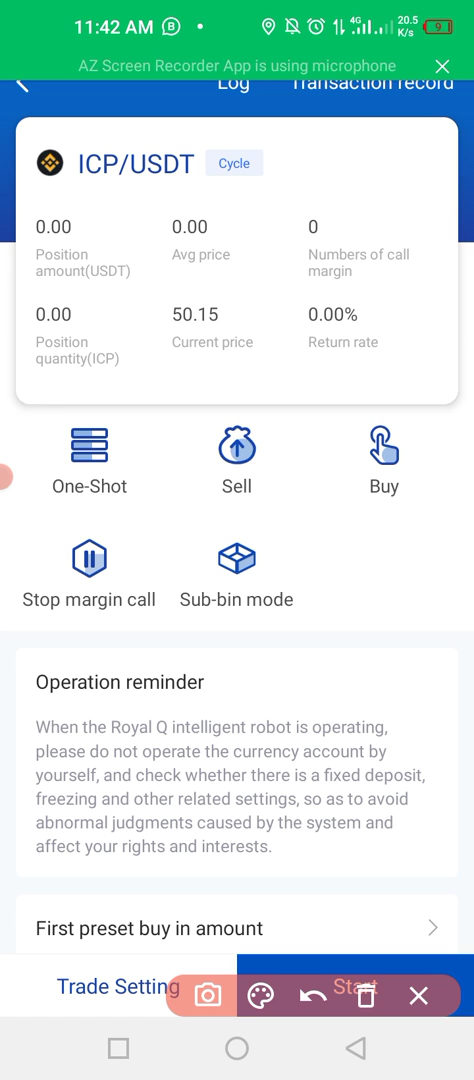 11:42 AM
4G
20.5
K/s
9
AZ Screen Recorder App is using microphone
Log Transaction record
ICP/USDT Cycle
0.00 0.00 0
Position amount(USDT) Avg price Numbers of call margin
0.00 50.15 0.00%
Position quantity(ICP) Current price Return rate
One-Shot Sell Buy
Stop margin call Sub-bin mode
Operation reminder
When the Royal Q intelligent robot is operating,
please do not operate the currency account by
yourself, and check whether there is a fixed deposit,
freezing and other related settings, so as to avoid
abnormal judgments caused by the system and
affect your rights and interests.
First preset buy in amount
Trade Setting Start